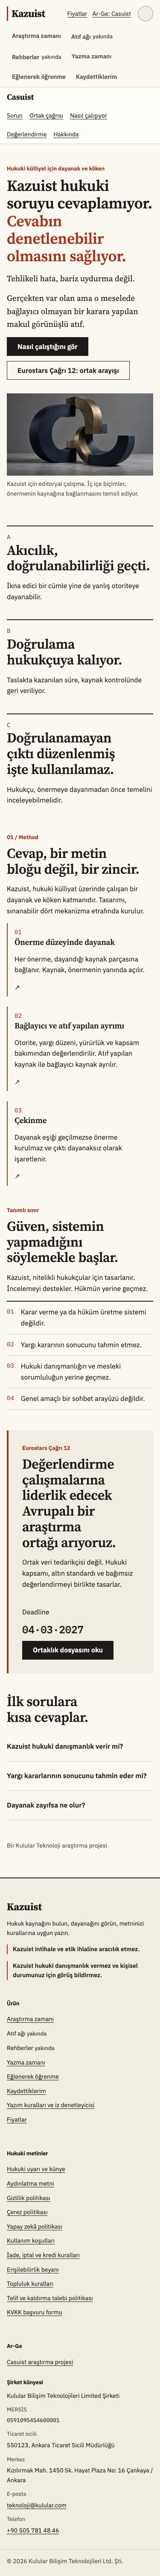 Kazuist
Fiyatlar Ar-Ge: Casuist
Araştırma zamanı Atıf ağı yakında
Rehberler yakında Yazma zamanı
Eğlenerek öğrenme Kaydettiklerim
Casuist
Sorun Ortak çağrısı Nasıl çalışıyor
Değerlendirme Hakkında
Hukuki külliyat için dayanak ve köken
Kazuist hukuki
soruyu cevaplamıyor.
Cevabın
denetlenebilir
olmasını sağlıyor.
Tehlikeli hata, bariz uydurma değil.
Gerçekten var olan ama o meselede
bağlayıcı olmayan bir karara yapılan
makul görünüşlü atıf.
Nasıl çalıştığını gör
Eurostars Çağrı 12: ortak arayışı
Kazuist için editoryal çalışma. İç içe biçimler,
önermenin kaynağına bağlanmasını temsil ediyor.
A
Akıcılık,
doğrulanabilirliği geçti.
İkna edici bir cümle yine de yanlış otoriteye
dayanabilir.
B
Doğrulama
hukukçuya kalıyor.
Taslakta kazanılan süre, kaynak kontrolünde
geri veriliyor.
C
Doğrulanamayan
çıktı düzenlenmiş
işte kullanılamaz.
Hukukçu, önermeye dayanmadan önce temelini
inceleyebilmelidir.
01 / Method
Cevap, bir metin
bloğu değil, bir zincir.
Kazuist, hukuki külliyat üzerinde çalışan bir
dayanak ve köken katmanıdır. Tasarımı,
sınanabilir dört mekanizma etrafında kurulur.
01
Önerme düzeyinde dayanak
Her önerme, dayandığı kaynak parçasına
bağlanır. Kaynak, önermenin yanında açılır.
↗
02
Bağlayıcı ve atıf yapılan ayrımı
Otorite, yargı düzeni, yürürlük ve kapsam
bakımından değerlendirilir. Atıf yapılan
kaynak ile bağlayıcı kaynak ayrılır.
↗
03
Çekinme
Dayanak eşiği geçilmezse önerme
kurulmaz ve çıktı dayanaksız olarak
işaretlenir.
↗
Tanımlı sınır
Güven, sistemin
yapmadığını
söylemekle başlar.
Kazuist, nitelikli hukukçular için tasarlanır.
İncelemeyi destekler. Hükmün yerine geçmez.
01 Karar verme ya da hüküm üretme sistemi
değildir.
02 Yargı kararının sonucunu tahmin etmez.
03 Hukuki danışmanlığın ve mesleki
sorumluluğun yerine geçmez.
04 Genel amaçlı bir sohbet arayüzü değildir.
Eurostars Çağrı 12
Değerlendirme
çalışmalarına
liderlik edecek
Avrupalı bir
araştırma
ortağı arıyoruz.
Ortak veri tedarikçisi değil. Hukuki
kapsamı, altın standardı ve bağımsız
değerlendirmeyi birlikte tasarlar.
Deadline
04·03·2027
Ortaklık dosyasını oku
İlk sorulara
kısa cevaplar.
Kazuist hukuki danışmanlık verir mi?
Yargı kararlarının sonucunu tahmin eder mi?
Dayanak zayıfsa ne olur?
Bir Kulular Teknoloji araştırma projesi
Kazuist
Hukuk kaynağını bulun, dayanağını görün, metninizi
kurallarına uygun yazın.
Kazuist intihale ve etik ihlaline aracılık etmez.
Kazuist hukuki danışmanlık vermez ve kişisel
durumunuz için görüş bildirmez.
Ürün
Araştırma zamanı
Atıf ağı yakında
Rehberler yakında
Yazma zamanı
Eğlenerek öğrenme
Kaydettiklerim
Yazım kuralları ve iz denetleyicisi
Fiyatlar
Hukuki metinler
Hukuki uyarı ve künye
Aydınlatma metni
Gizlilik politikası
Çerez politikası
Yapay zekâ politikası
Kullanım koşulları
İade, iptal ve kredi kuralları
Erişilebilirlik beyanı
Topluluk kuralları
Telif ve kaldırma talebi politikası
KVKK başvuru formu
Ar-Ge
Casuist araştırma projesi
Şirket künyesi
Kulular Bilişim Teknolojileri Limited Şirketi
MERSİS
0591095454600001
Ticaret sicili
550123, Ankara Ticaret Sicili Müdürlüğü
Merkez
Kızılırmak Mah. 1450 Sk. Hayat Plaza No: 16 Çankaya /
Ankara
E-posta
teknoloji@kulular.com
Telefon
+90 505 781 48 46
© 2026 Kulular Bilişim Teknolojileri Ltd. Şti.